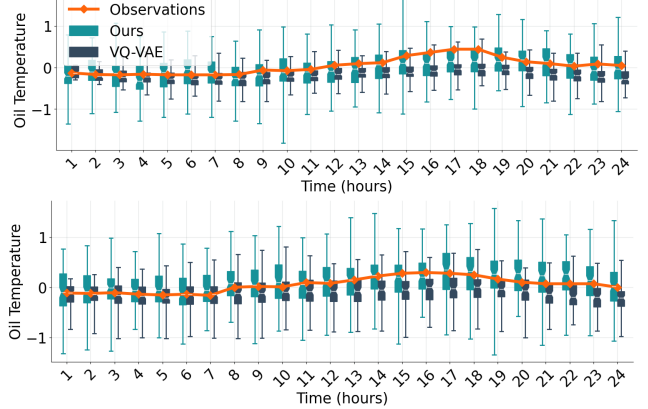 Observations
Ours
VQ-VAE
Oil Temperature
1
0
−1
1 2 3 4 5 6 7 8 9 10 11 12 13 14 15 16 17 18 19 20 21 22 23 24
Time (hours)
Oil Temperature
1
0
−1
1 2 3 4 5 6 7 8 9 10 11 12 13 14 15 16 17 18 19 20 21 22 23 24
Time (hours)